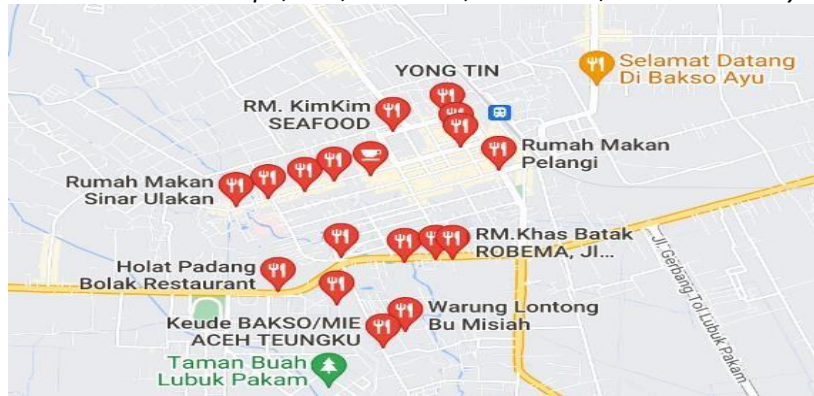 YONG TIN
Selamat Datang
Di Bakso Ayu
RM. KimKim
SEAFOOD
Rumah Makan
Pelangi
Rumah Makan
Sinar Ulakan
RM.Khas Batak
ROBEMA, Jl...
Holat Padang
Bolak Restaurant
Jl. Gerbang Tol Lubuk Pakam
Warung Lontong
Bu Misiah
Keude BAKSO/MIE
ACEH TEUNGKU
Taman Buah
Lubuk Pakam